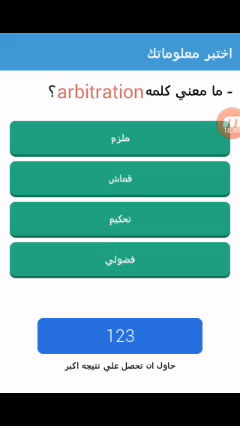 اختبر معلوماتك
- ما معني كلمه arbitration ؟
ملزم
قماش
تحكيم
فضولي
123
حاول ان تحصل علي نتيجه اكبر